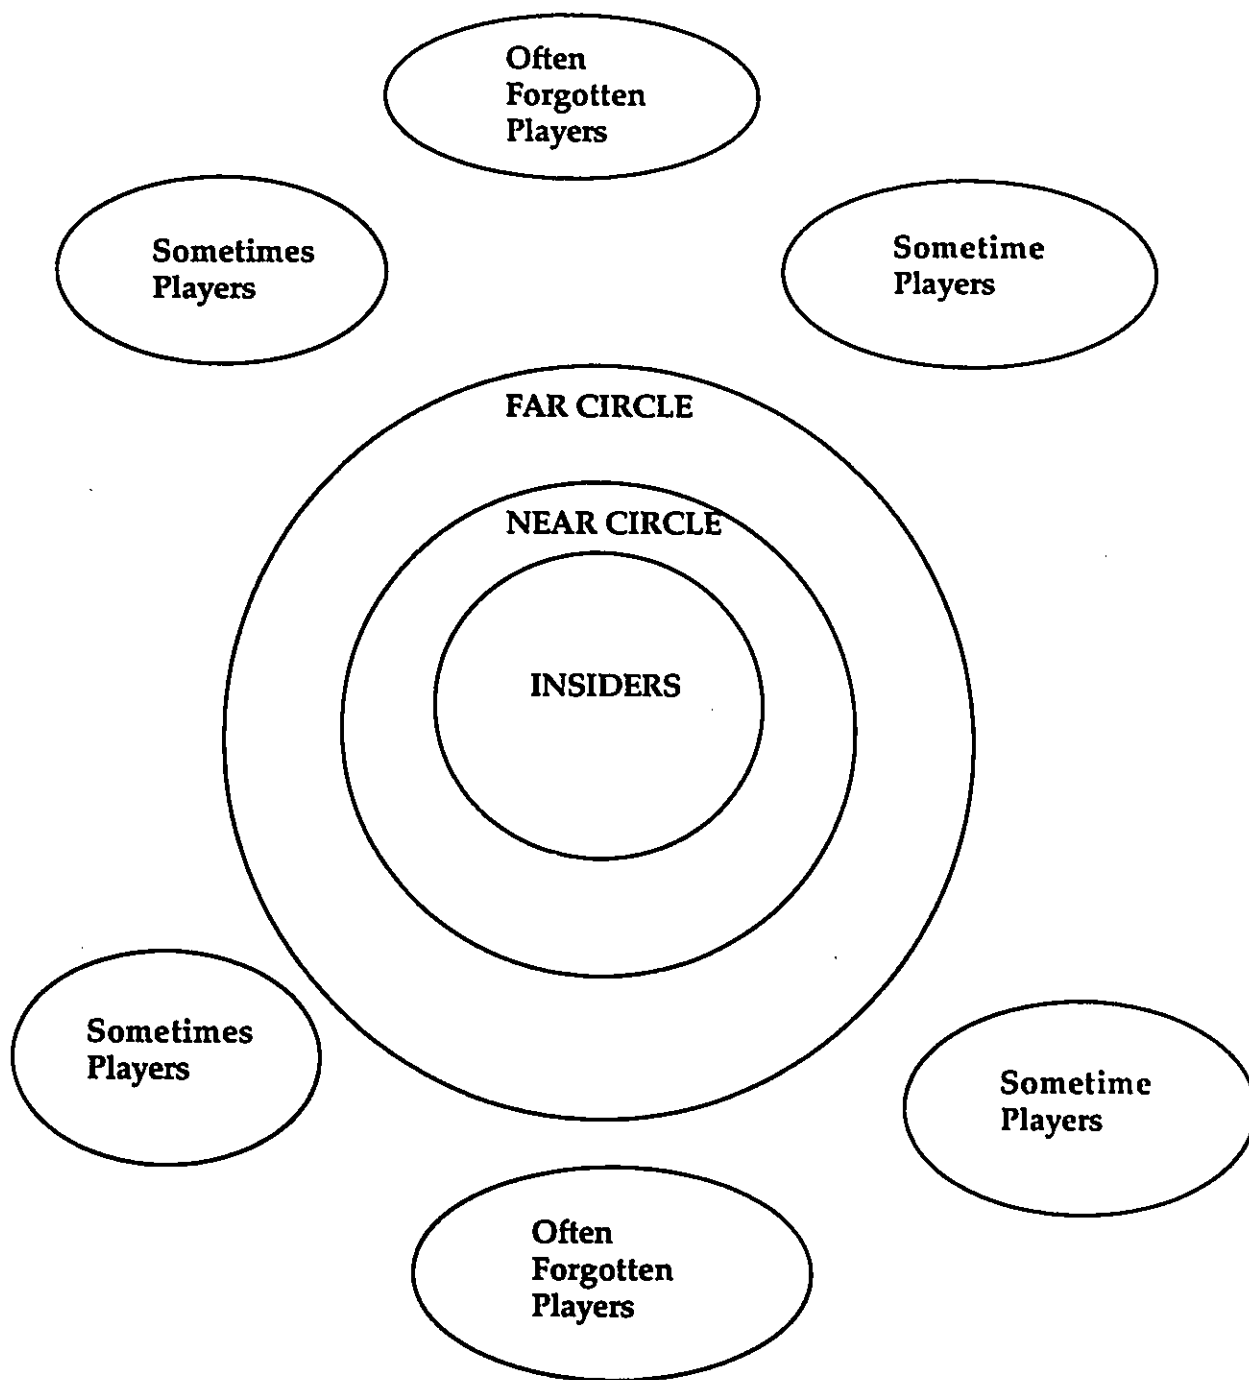 Often
Forgotten
Players
Sometimes
Players
Sometime
Players
FAR CIRCLE
NEAR CIRCLE
INSIDERS
Sometimes
Players
Sometime
Players
Often
Forgotten
Players